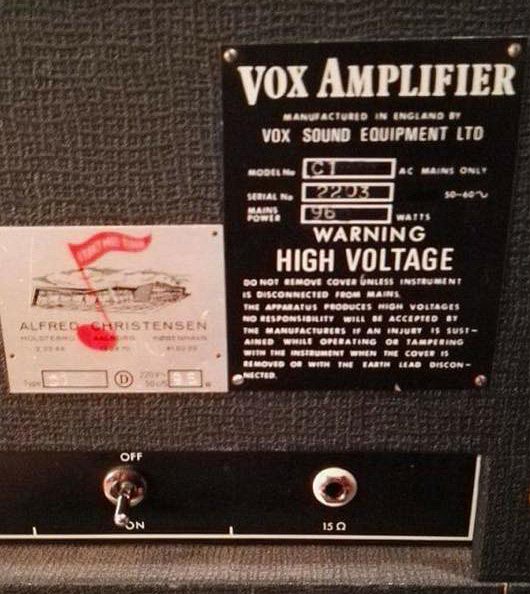 VOX AMPLIFIER
MANUFACTURED IN ENGLAND BY
VOX SOUND EQUIPMENT LTD
MODEL No C1 AC MAINS ONLY
SERIAL No 2203 50-60~
MAINS POWER 96 WATTS
WARNING
HIGH VOLTAGE
DO NOT REMOVE COVER UNLESS INSTRUMENT
IS DISCONNECTED FROM MAINS.
THE APPARATUS PRODUCES HIGH VOLTAGES
NO RESPONSIBILITY WILL BE ACCEPTED BY
THE MANUFACTURERS IF AN INJURY IS SUST-
AINED WHILE OPERATING OR TAMPERING
WITH THE INSTRUMENT WHEN THE COVER IS
REMOVED OR WITH THE EARTH LEAD DISCON-
NECTED.
ALFRED CHRISTENSEN
HOLSTEBRO AALBORG KØBENHAVN
Type C1 D 220V~ W
OFF
ON
15 Ω